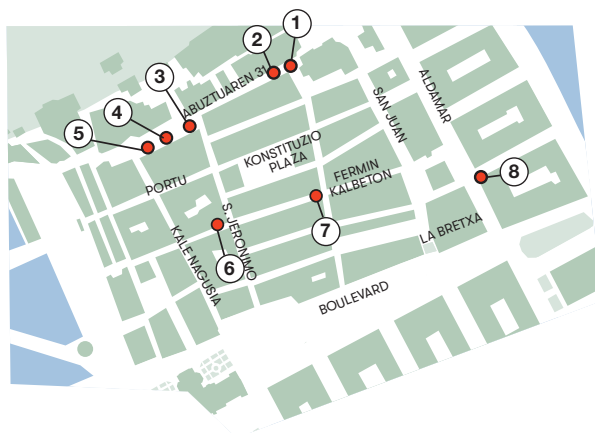 1
2
3
4
5
ABUZTUAREN 31
ALDAMAR
SAN JUAN
KONSTITUZIO
PLAZA
FERMIN
KALBETON
8
PORTU
S. JERONIMO
KALE NAGUSIA
6
7
LA BRETXA
BOULEVARD